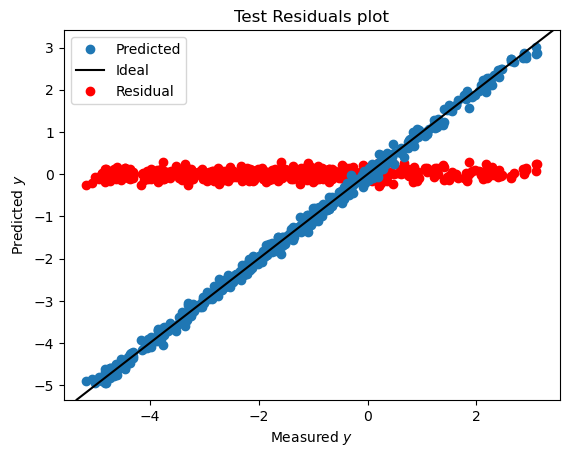 Test Residuals plot
Predicted
Ideal
Residual
3
2
1
0
−1
−2
−3
−4
−5
Predicted y
−4
−2
0
2
Measured y